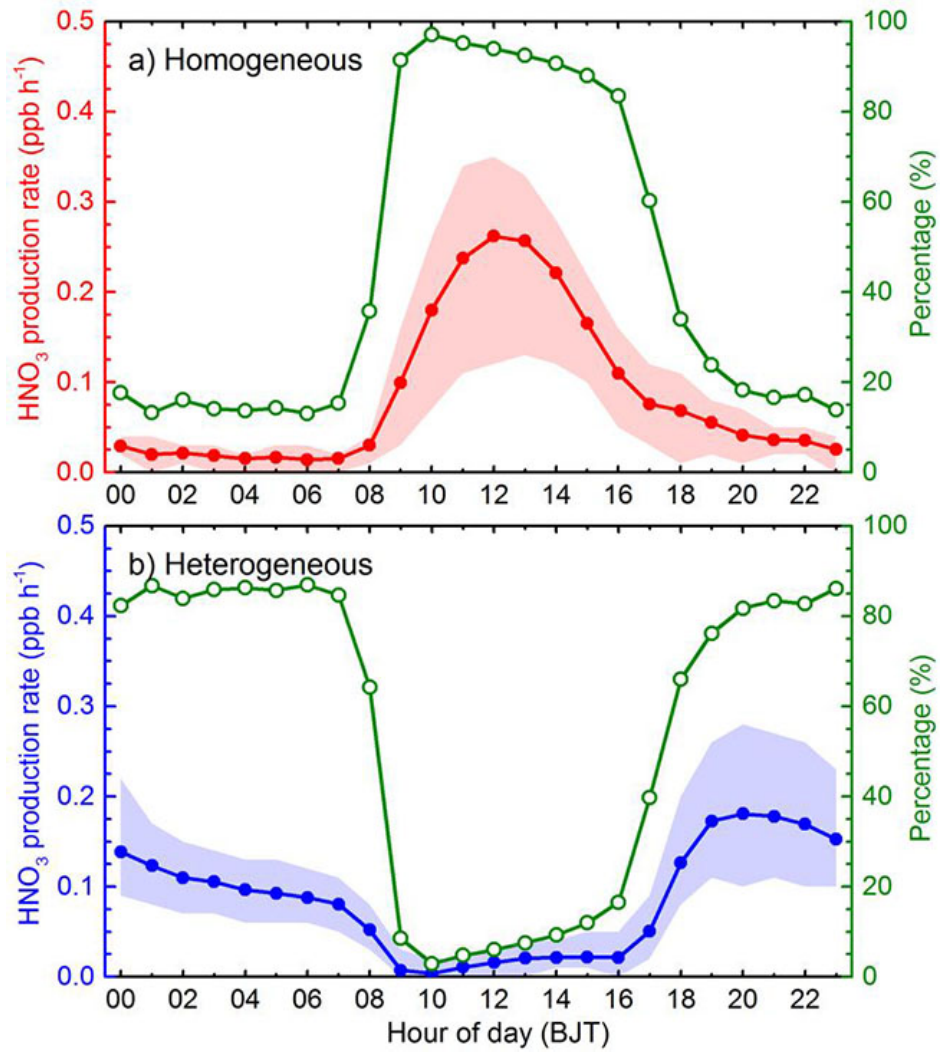 a) Homogeneous
HNO₃ production rate (ppb h⁻¹)
0.5
0.4
0.3
0.2
0.1
0.0
100
80
60
40
20
0
Percentage (%)
00 02 04 06 08 10 12 14 16 18 20 22
b) Heterogeneous
HNO₃ production rate (ppb h⁻¹)
0.5
0.4
0.3
0.2
0.1
0.0
100
80
60
40
20
0
Percentage (%)
00 02 04 06 08 10 12 14 16 18 20 22
Hour of day (BJT)